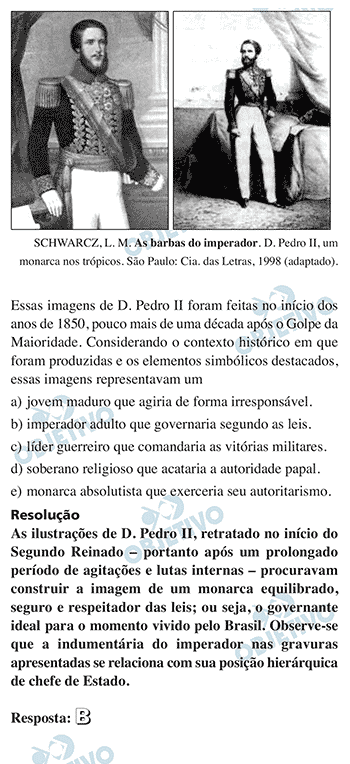 SCHWARCZ, L. M. As barbas do imperador. D. Pedro II, um
monarca nos trópicos. São Paulo: Cia. das Letras, 1998 (adaptado).
Essas imagens de D. Pedro II foram feitas no início dos
anos de 1850, pouco mais de uma década após o Golpe da
Maioridade. Considerando o contexto histórico em que
foram produzidas e os elementos simbólicos destacados,
essas imagens representavam um
a) jovem maduro que agiria de forma irresponsável.
b) imperador adulto que governaria segundo as leis.
c) líder guerreiro que comandaria as vitórias militares.
d) soberano religioso que acataria a autoridade papal.
e) monarca absolutista que exerceria seu autoritarismo.
Resolução
As ilustrações de D. Pedro II, retratado no início do
Segundo Reinado – portanto após um prolongado
período de agitações e lutas internas – procuravam
construir a imagem de um monarca equilibrado,
seguro e respeitador das leis; ou seja, o governante
ideal para o momento vivido pelo Brasil. Observe-se
que a indumentária do imperador nas gravuras
apresentadas se relaciona com sua posição hierárquica
de chefe de Estado.
Resposta: B
OBJETIVO
OBJETIVO
OBJETIVO
OBJETIVO
OBJETIVO
OBJETIVO